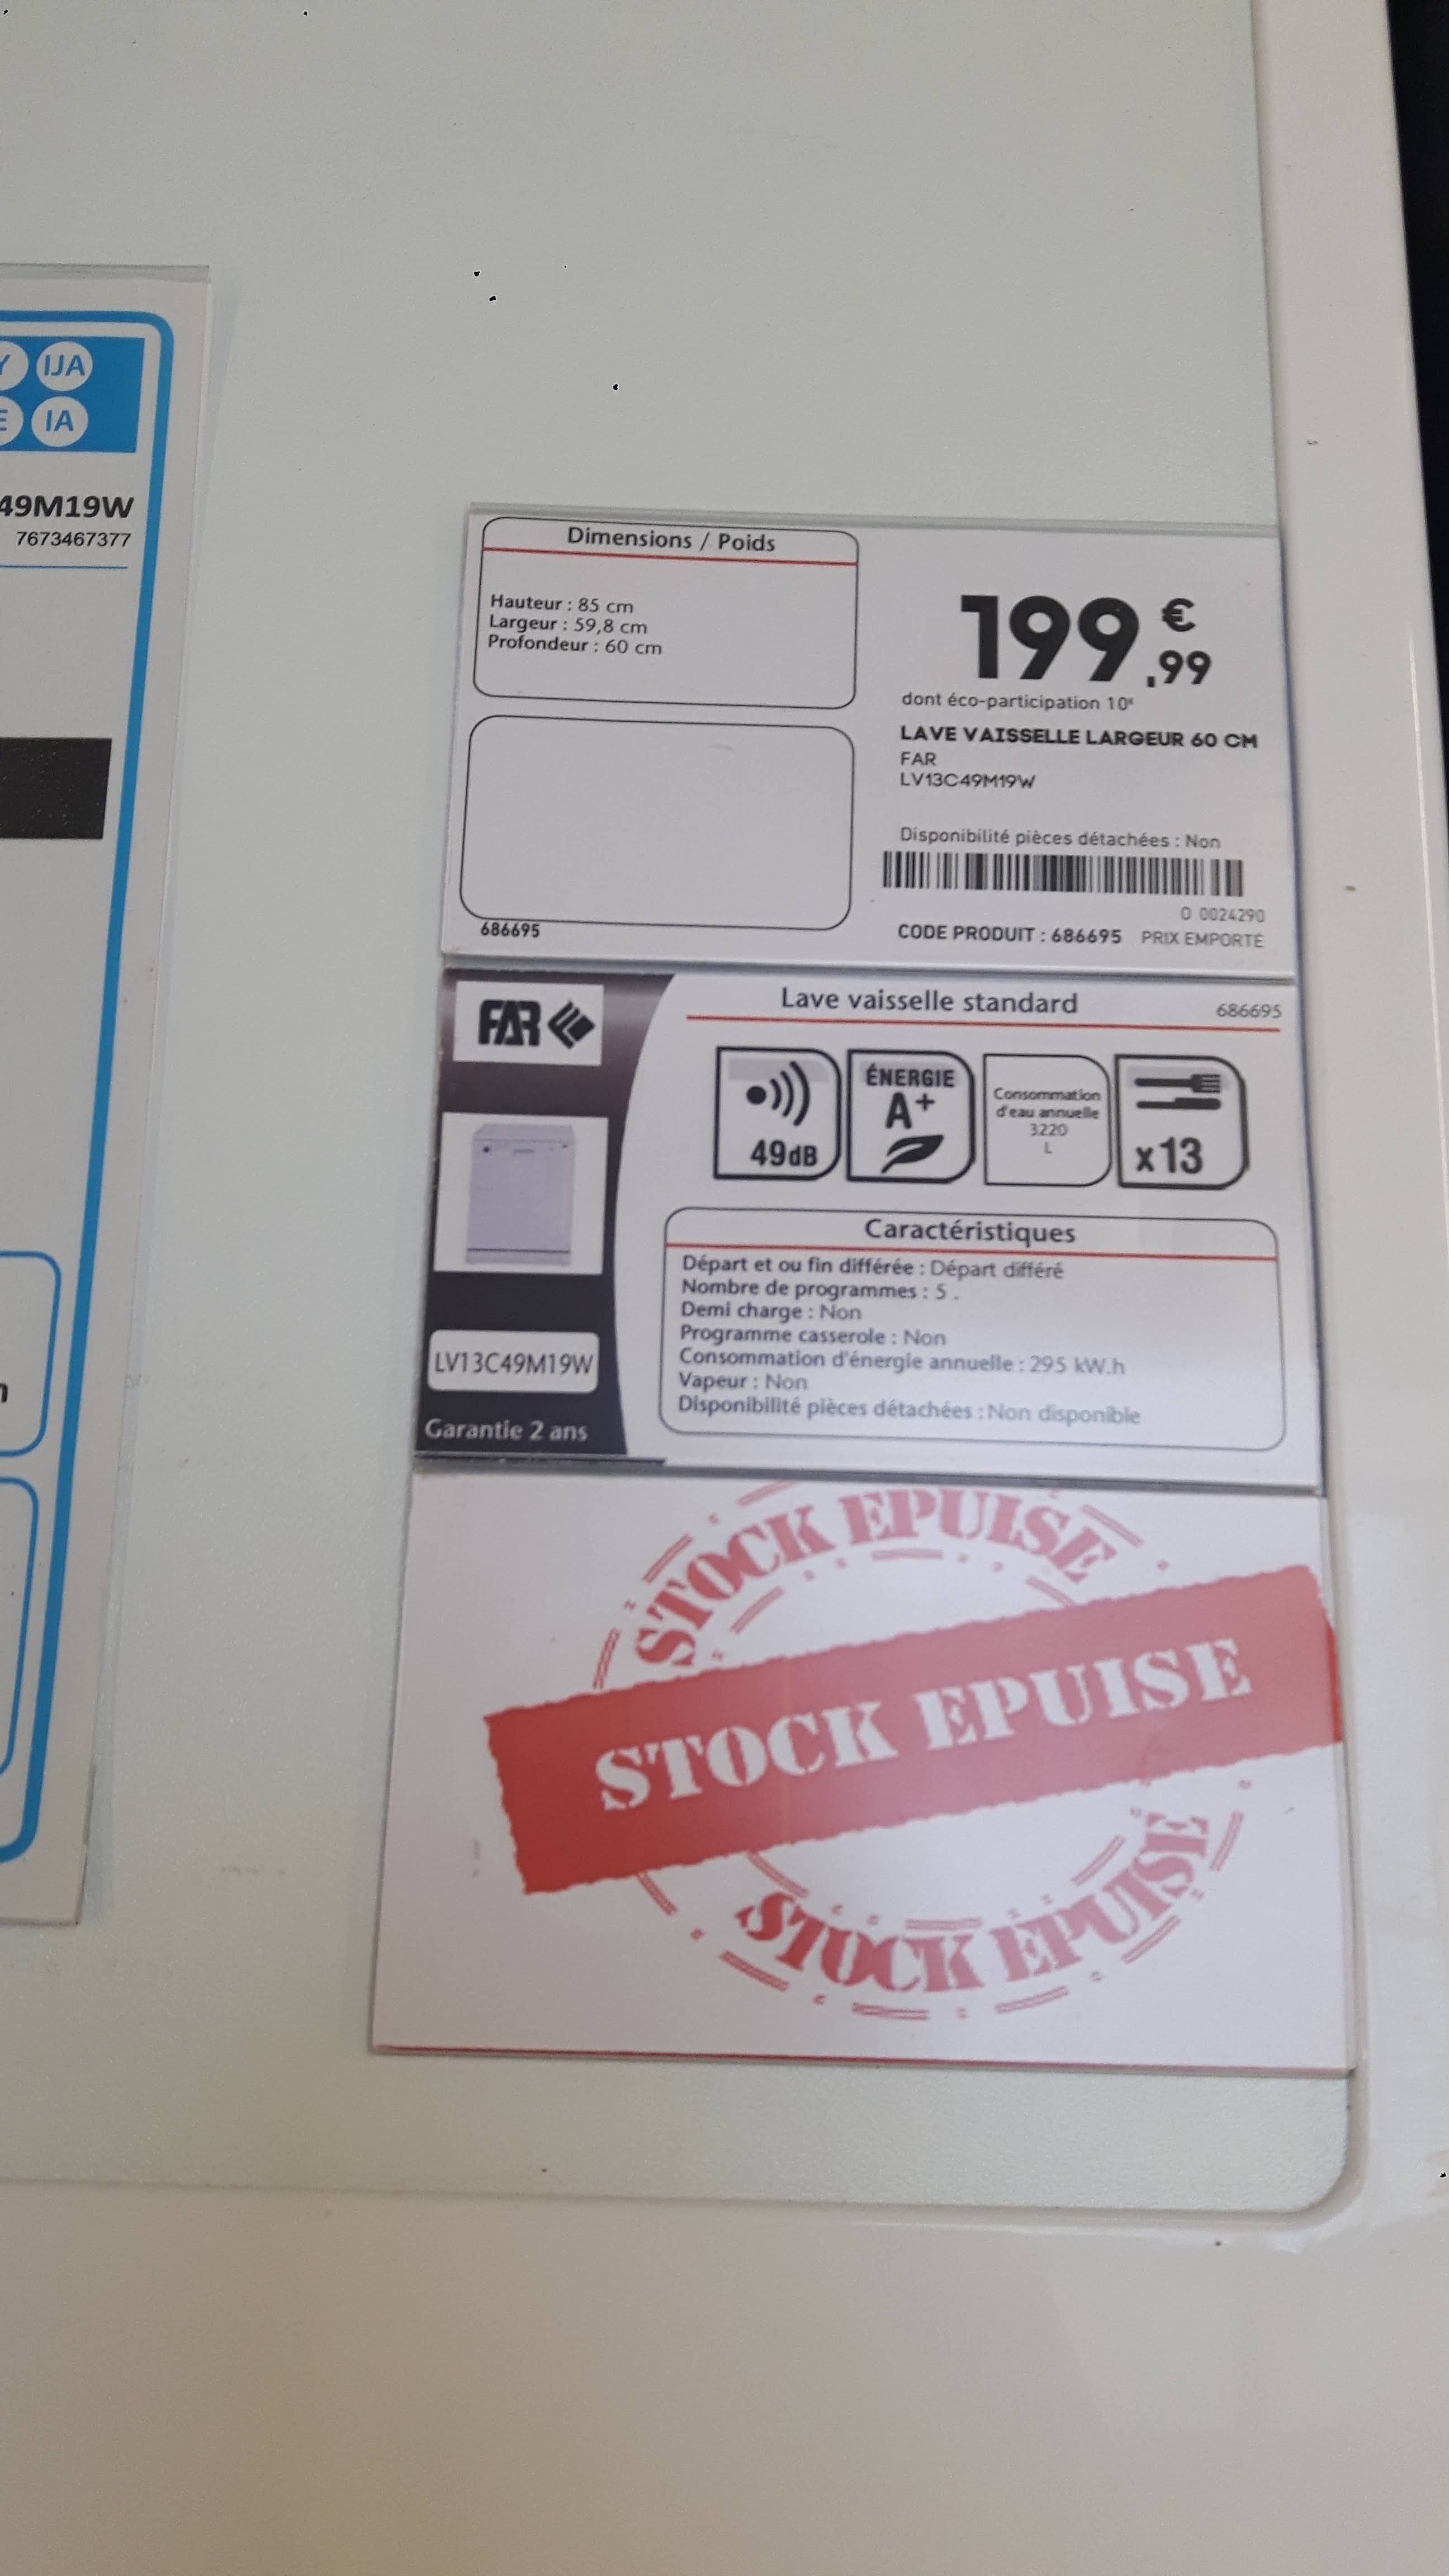 IJA
IA
49M19W
7673467377
Dimensions / Poids
Hauteur : 85 cm
Largeur : 59,8 cm
Profondeur : 60 cm
686695
199,99 €
dont éco-participation 10€
LAVE VAISSELLE LARGEUR 60 CM
FAR
LV13C49M19W
Disponibilité pièces détachées : Non
0 0024290
CODE PRODUIT : 686695 PRIX EMPORTÉ
FAR
Lave vaisselle standard
686695
49dB
ÉNERGIE
A+
Consommation
d'eau annuelle
3220
L
x13
Caractéristiques
Départ et ou fin différée : Départ différé
Nombre de programmes : 5 .
Demi charge : Non
Programme casserole : Non
Consommation d'énergie annuelle : 295 kW.h
Vapeur : Non
Disponibilité pièces détachées : Non disponible
LV13C49M19W
Garantie 2 ans
STOCK EPUISE
STOCK EPUISE
STOCK EPUISE